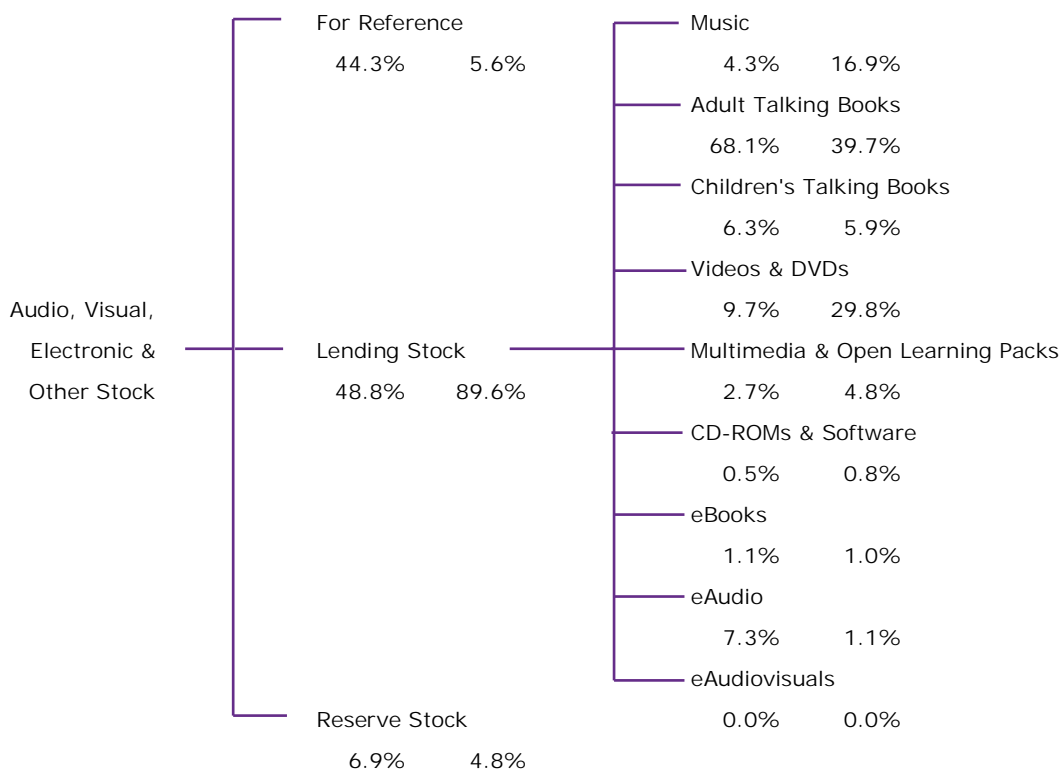 For Reference
44.3% 5.6%
Music
4.3% 16.9%
Adult Talking Books
68.1% 39.7%
Children's Talking Books
6.3% 5.9%
Videos & DVDs
9.7% 29.8%
Audio, Visual,
Electronic &
Other Stock
Lending Stock
48.8% 89.6%
Multimedia & Open Learning Packs
2.7% 4.8%
CD-ROMs & Software
0.5% 0.8%
eBooks
1.1% 1.0%
eAudio
7.3% 1.1%
eAudiovisuals
0.0% 0.0%
Reserve Stock
6.9% 4.8%